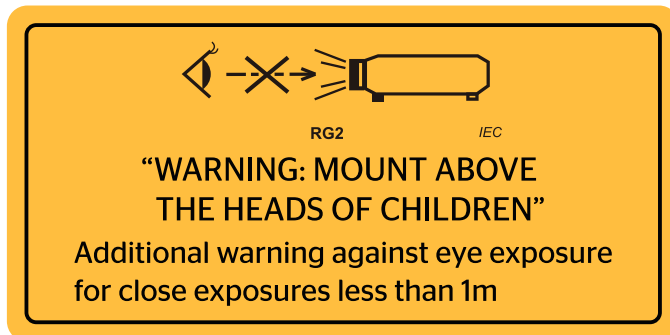 RG2 IEC
“WARNING: MOUNT ABOVE
THE HEADS OF CHILDREN”
Additional warning against eye exposure
for close exposures less than 1m